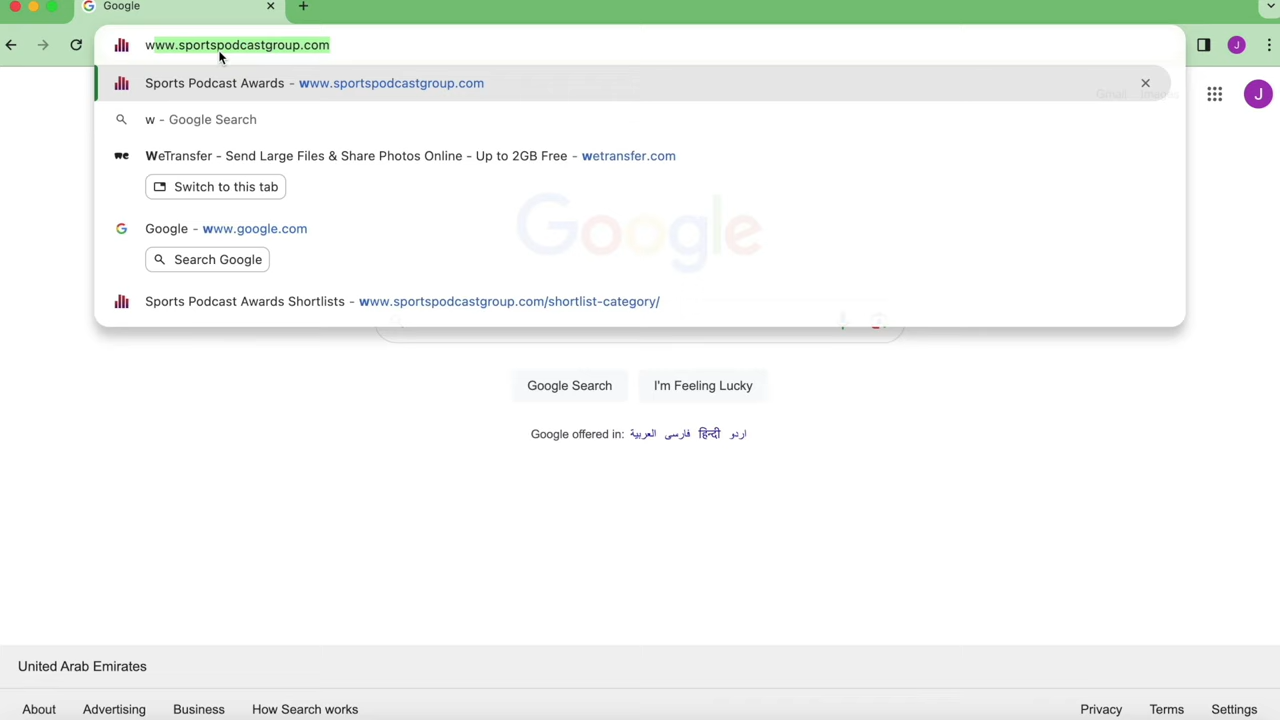 Google
www.sportspodcastgroup.com
J
Sports Podcast Awards - www.sportspodcastgroup.com
Gmail Images
J
w - Google Search
WeTransfer - Send Large Files & Share Photos Online - Up to 2GB Free - wetransfer.com
Switch to this tab
Google - www.google.com
Google
Search Google
Sports Podcast Awards Shortlists - www.sportspodcastgroup.com/shortlist-category/
Google Search I'm Feeling Lucky
Google offered in: العربية فارسی हिन्दी اردو
United Arab Emirates
About Advertising Business How Search works Privacy Terms Settings